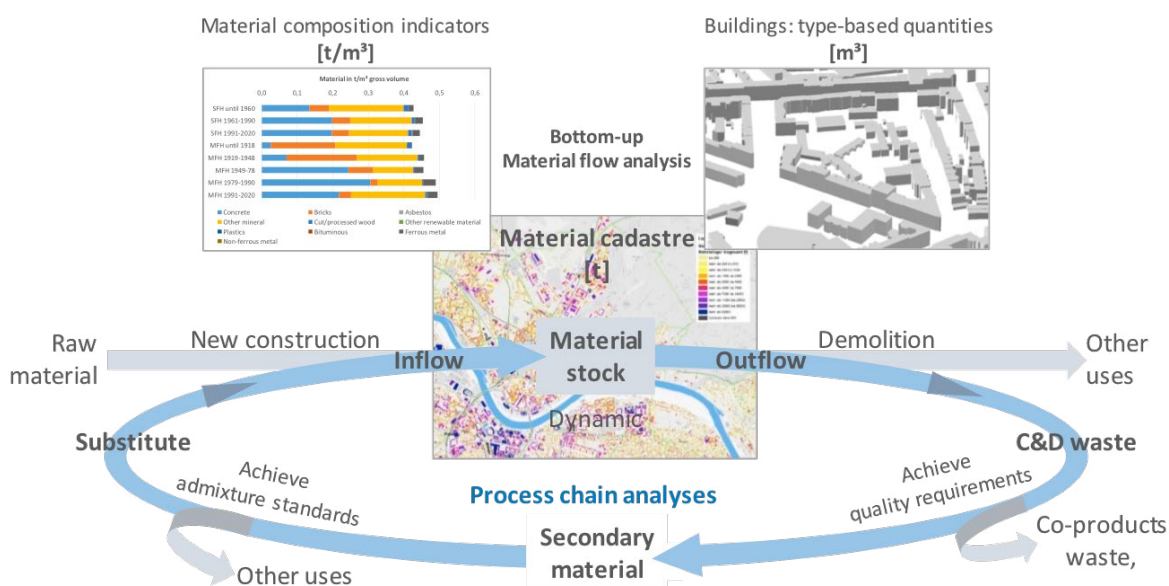 Material composition indicators
[t/m³]
Buildings: type-based quantities
[m³]
Material in t/m³ gross volume
0,0 0,1 0,2 0,3 0,4 0,5 0,6
SFH until 1960
SFH 1961-1990
SFH 1991-2020
MFH until 1918
MFH 1919-1948
MFH 1949-78
MFH 1979-1990
MFH 1991-2020
Concrete Bricks Asbestos
Other mineral Cut/processed wood Other renewable material
Plastics Bituminous Ferrous metal
Non-ferrous metal
Bottom-up
Material flow analysis
Material cadastre
[t]
Raw
material
New construction
Inflow
Material
stock
Dynamic
Outflow
Demolition
Other
uses
Substitute
C&D waste
Achieve
admixture standards
Process chain analyses
Achieve
quality requirements
Secondary
material
Other uses
Co-products
waste,